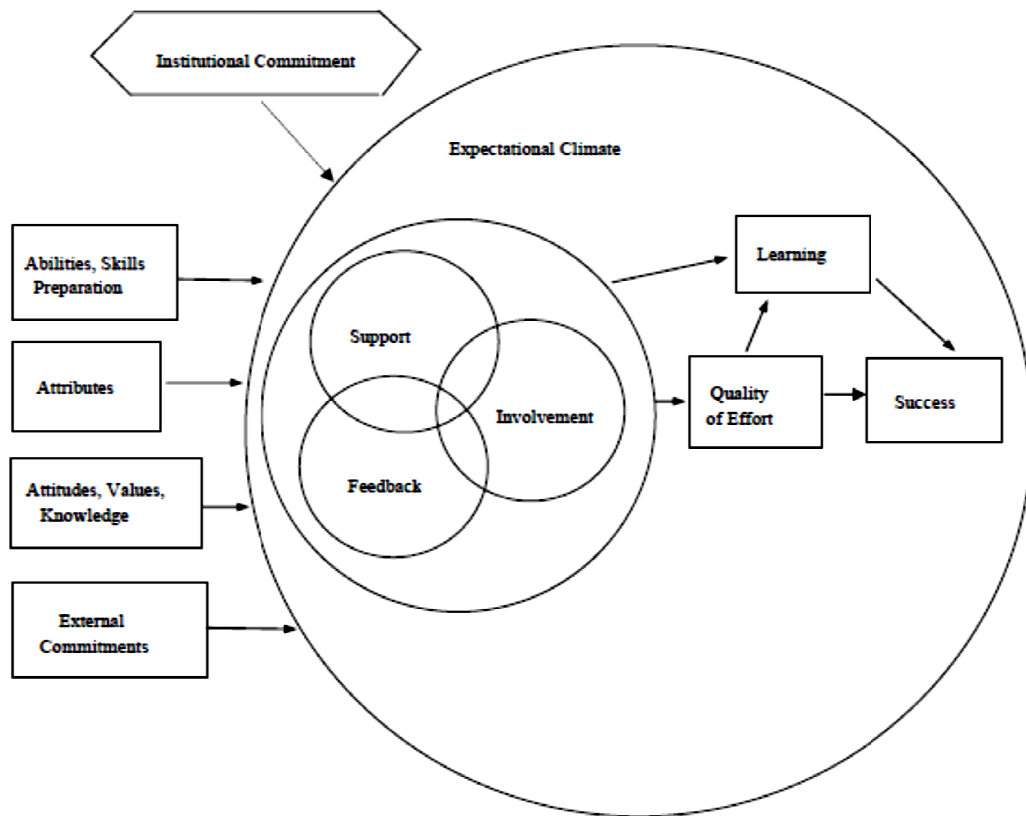 Institutional Commitment
Expectational Climate
Abilities, Skills
Preparation
Attributes
Attitudes, Values,
Knowledge
External
Commitments
Support
Involvement
Feedback
Learning
Quality
of Effort
Success